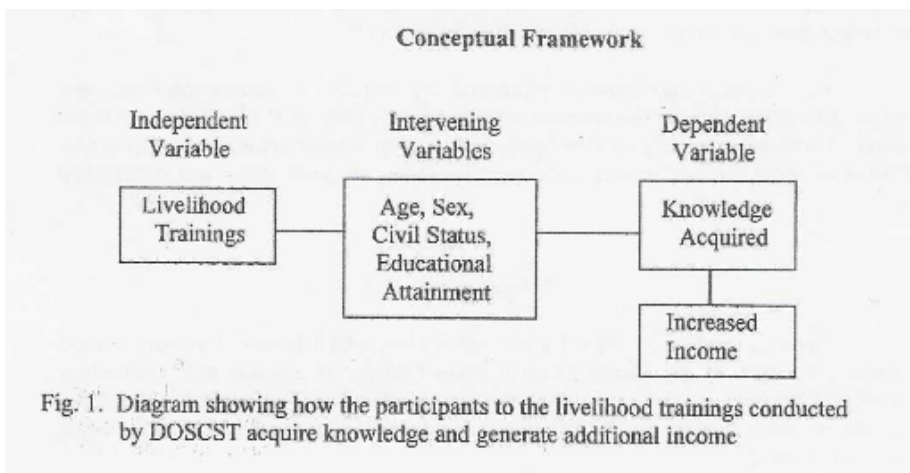 Conceptual Framework
Independent
Variable
Intervening
Variables
Dependent
Variable
Livelihood
Trainings
Age, Sex,
Civil Status,
Educational
Attainment
Knowledge
Acquired
Increased
Income
Fig. 1. Diagram showing how the participants to the livelihood trainings conducted
by DOSCST acquire knowledge and generate additional income